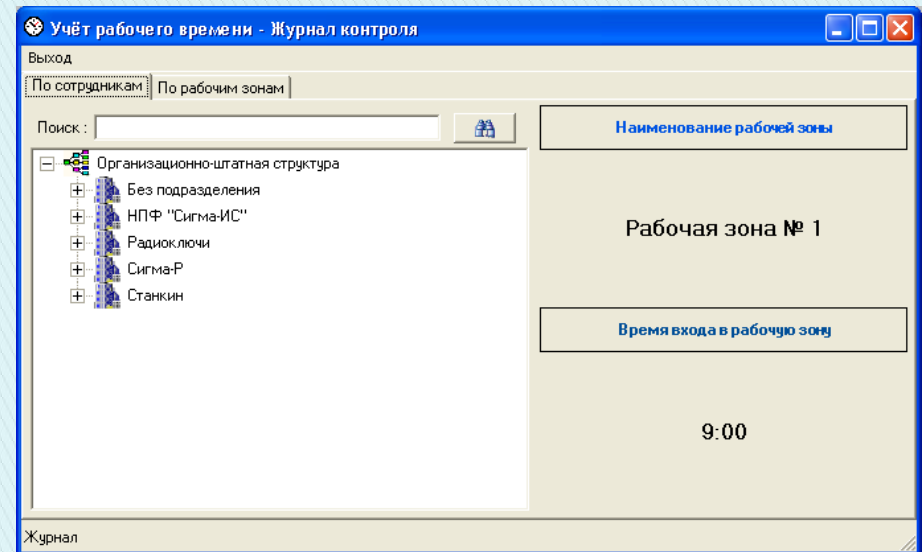 Учёт рабочего времени - Журнал контроля
Выход
По сотрудникам По рабочим зонам
Поиск :
Организационно-штатная структура
Без подразделения
НПФ "Сигма-ИС"
Радиоключи
Сигма-Р
Станкин
Наименование рабочей зоны
Рабочая зона № 1
Время входа в рабочую зону
9:00
Журнал